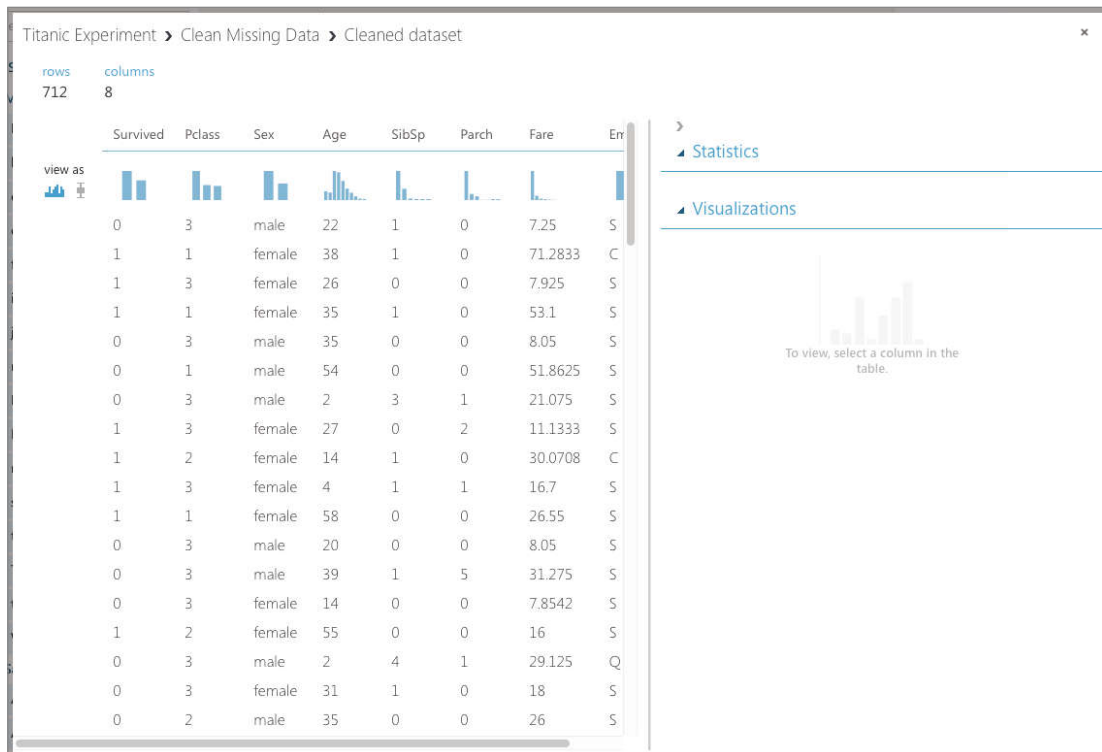 Titanic Experiment › Clean Missing Data › Cleaned dataset ×
rows columns
712 8
Survived Pclass Sex Age SibSp Parch Fare Em
view as
0 3 male 22 1 0 7.25 S
1 1 female 38 1 0 71.2833 C
1 3 female 26 0 0 7.925 S
1 1 female 35 1 0 53.1 S
0 3 male 35 0 0 8.05 S
0 1 male 54 0 0 51.8625 S
0 3 male 2 3 1 21.075 S
1 3 female 27 0 2 11.1333 S
1 2 female 14 1 0 30.0708 C
1 3 female 4 1 1 16.7 S
1 1 female 58 0 0 26.55 S
0 3 male 20 0 0 8.05 S
0 3 male 39 1 5 31.275 S
0 3 female 14 0 0 7.8542 S
1 2 female 55 0 0 16 S
0 3 male 2 4 1 29.125 Q
0 3 female 31 1 0 18 S
0 2 male 35 0 0 26 S
Statistics
Visualizations
To view, select a column in the
table.